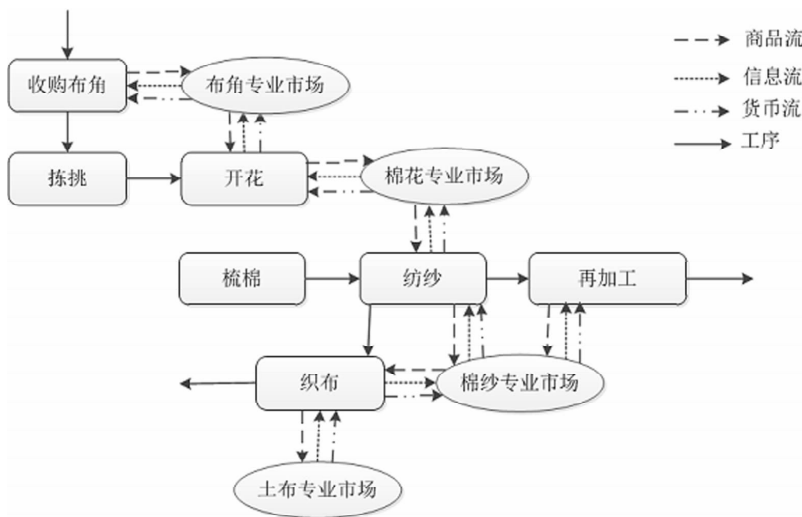 商品流
收购布角
布角专业市场
信息流
货币流
工序
拣挑
开花
棉花专业市场
梳棉
纺纱
再加工
织布
棉纱专业市场
土布专业市场